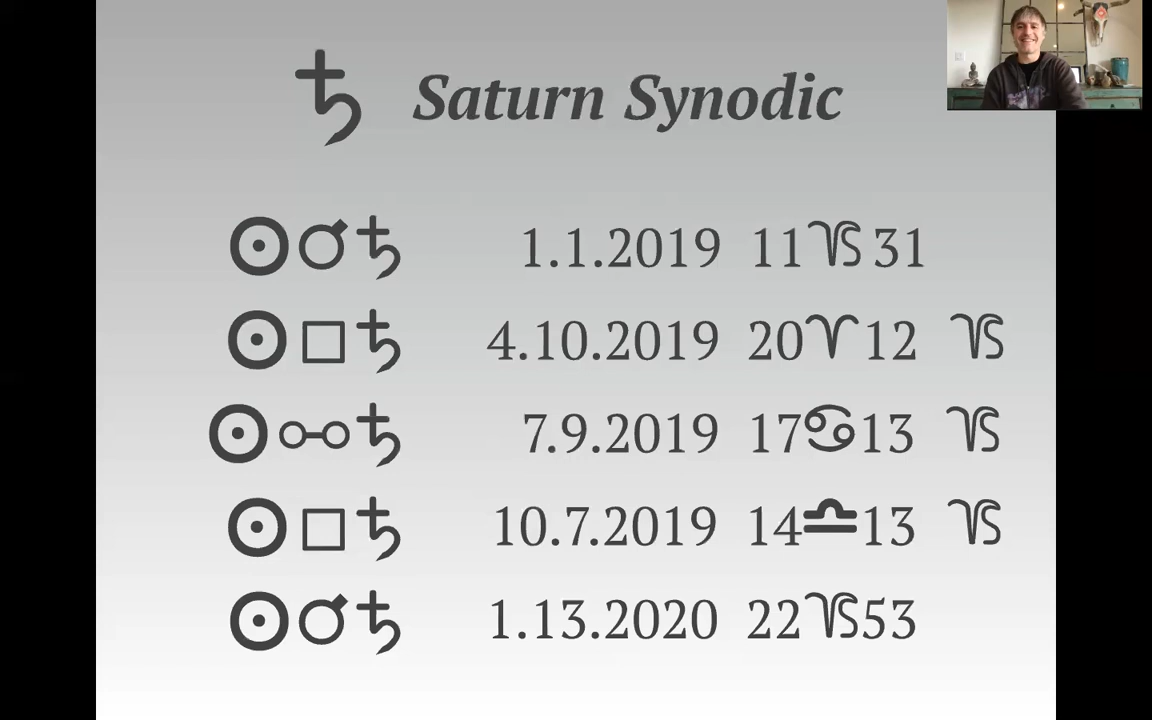 ♄ Saturn Synodic
☉☌♄ 1.1.2019 11♑31
☉□♄ 4.10.2019 20♈12 ♑
☉☍♄ 7.9.2019 17♋13 ♑
☉□♄ 10.7.2019 14♎13 ♑
☉☌♄ 1.13.2020 22♑53